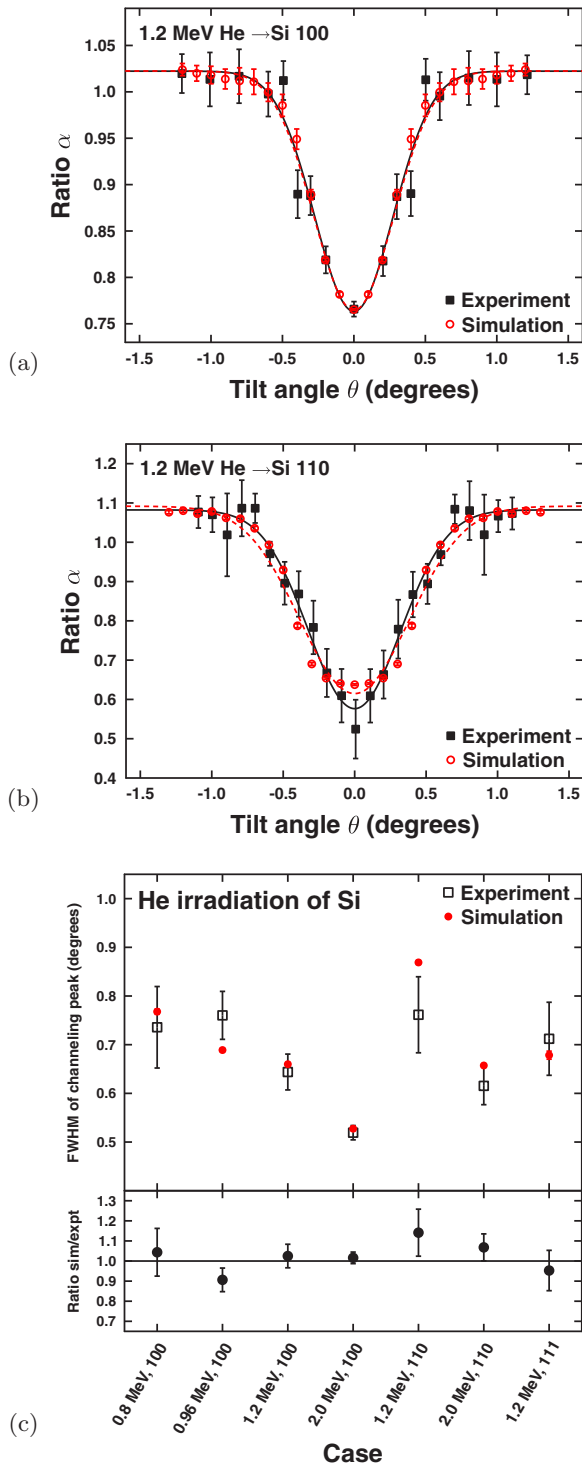 1.2 MeV He →Si 100
1.05
1.0
0.95
0.9
0.85
0.8
0.75
Ratio α
Experiment
Simulation
-1.5 -1.0 -0.5 0.0 0.5 1.0 1.5
Tilt angle θ (degrees)
(a)
1.2 MeV He →Si 110
1.2
1.1
1.0
0.9
0.8
0.7
0.6
0.5
0.4
Ratio α
Experiment
Simulation
-1.5 -1.0 -0.5 0.0 0.5 1.0 1.5
Tilt angle θ (degrees)
(b)
He irradiation of Si
Experiment
Simulation
1.0
0.9
0.8
0.7
0.6
0.5
FWHM of channeling peak (degrees)
1.3
1.2
1.1
1.0
0.9
0.8
0.7
Ratio sim/expt
0.8 MeV, 100
0.96 MeV, 100
1.2 MeV, 100
2.0 MeV, 100
1.2 MeV, 110
2.0 MeV, 110
1.2 MeV, 111
Case
(c)